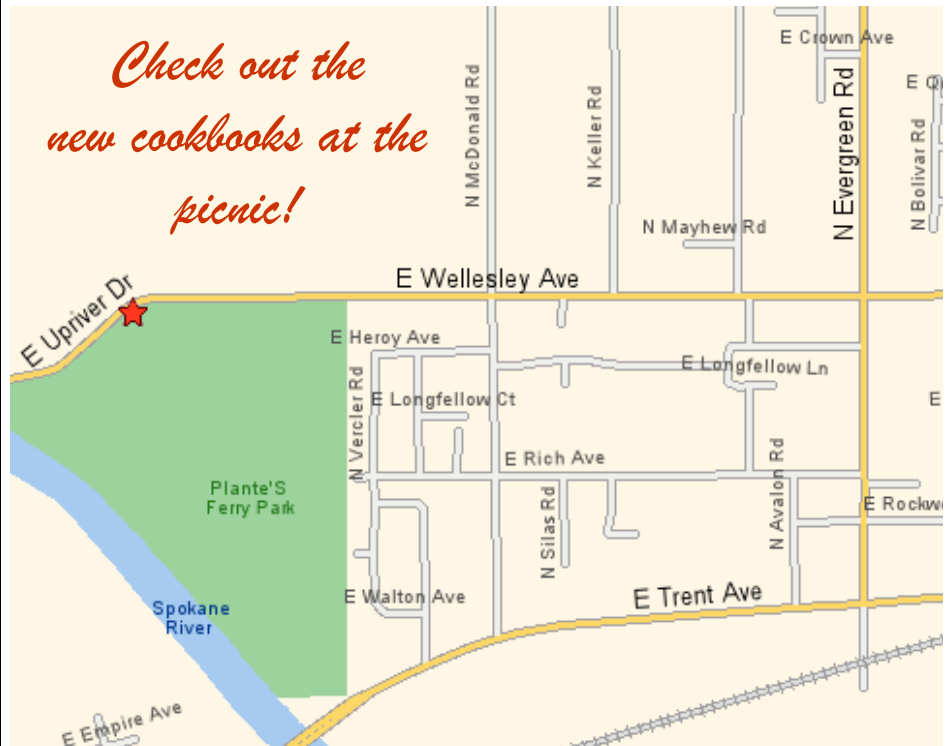 Check out the
new cookbooks at the
picnic!
E Crown Ave
N McDonald Rd
N Keller Rd
N Evergreen Rd
N Bolivar Rd
N Mayhew Rd
E Wellesley Ave
E Upriver Dr
E Heroy Ave
E Longfellow Ln
N Vercler Rd
E Longfellow Ct
E
E Rich Ave
Plante'S
Ferry Park
N Silas Rd
N Avalon Rd
E Rockw
E Walton Ave
E Trent Ave
Spokane
River
E Empire Ave